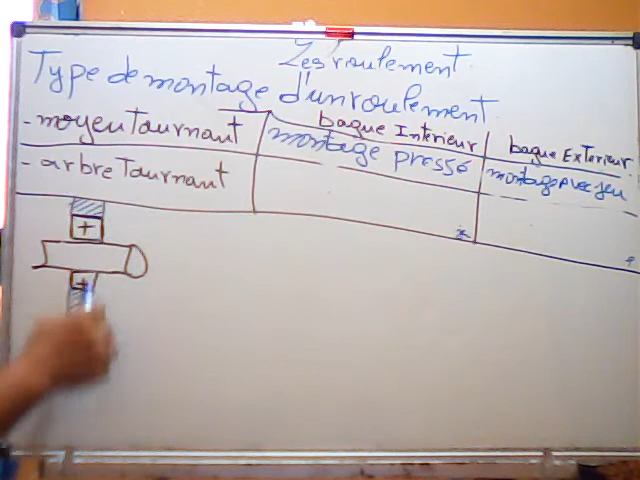 Les roulement
Type de montage d'un roulement
bague Intérieur bague Exterieur
- moyeu Tournant montage pressé montage avec jeu
- arbre Tournant
+
+